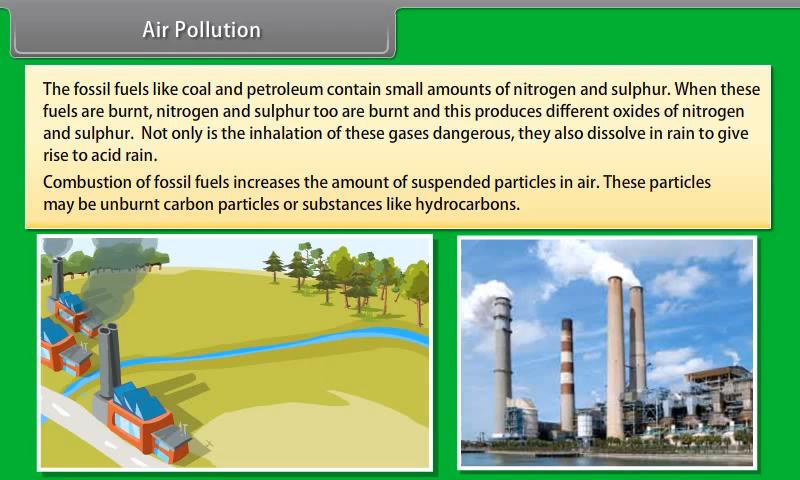 Air Pollution
The fossil fuels like coal and petroleum contain small amounts of nitrogen and sulphur. When these
fuels are burnt, nitrogen and sulphur too are burnt and this produces different oxides of nitrogen
and sulphur.  Not only is the inhalation of these gases dangerous, they also dissolve in rain to give
rise to acid rain.
Combustion of fossil fuels increases the amount of suspended particles in air. These particles
may be unburnt carbon particles or substances like hydrocarbons.